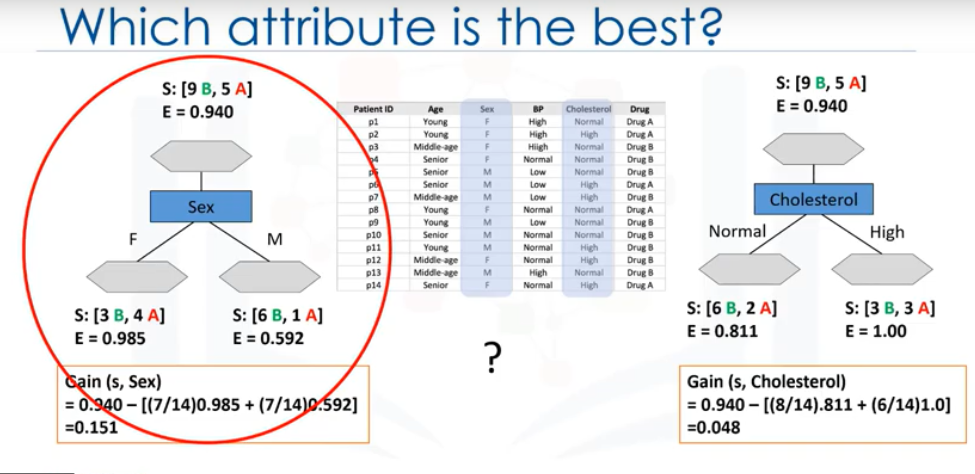 Which attribute is the best?
S: [9 B, 5 A]
E = 0.940
Sex
F
M
S: [3 B, 4 A]
E = 0.985
S: [6 B, 1 A]
E = 0.592
Gain (s, Sex)
= 0.940 – [(7/14)0.985 + (7/14)0.592]
=0.151
Patient ID Age Sex BP Cholesterol Drug
p1 Young F High Normal Drug A
p2 Young F High High Drug A
p3 Middle-age F High Normal Drug B
p4 Senior F Normal Normal Drug B
p5 Senior M Low Normal Drug B
p6 Senior M Low High Drug A
p7 Middle-age M Low High Drug B
p8 Young F Normal Normal Drug A
p9 Young M Low Normal Drug B
p10 Senior M Normal Normal Drug B
p11 Young M Normal High Drug B
p12 Middle-age F Normal High Drug B
p13 Middle-age M High Normal Drug B
p14 Senior F Normal High Drug A
?
S: [9 B, 5 A]
E = 0.940
Cholesterol
Normal
High
S: [6 B, 2 A]
E = 0.811
S: [3 B, 3 A]
E = 1.00
Gain (s, Cholesterol)
= 0.940 – [(8/14).811 + (6/14)1.0]
=0.048